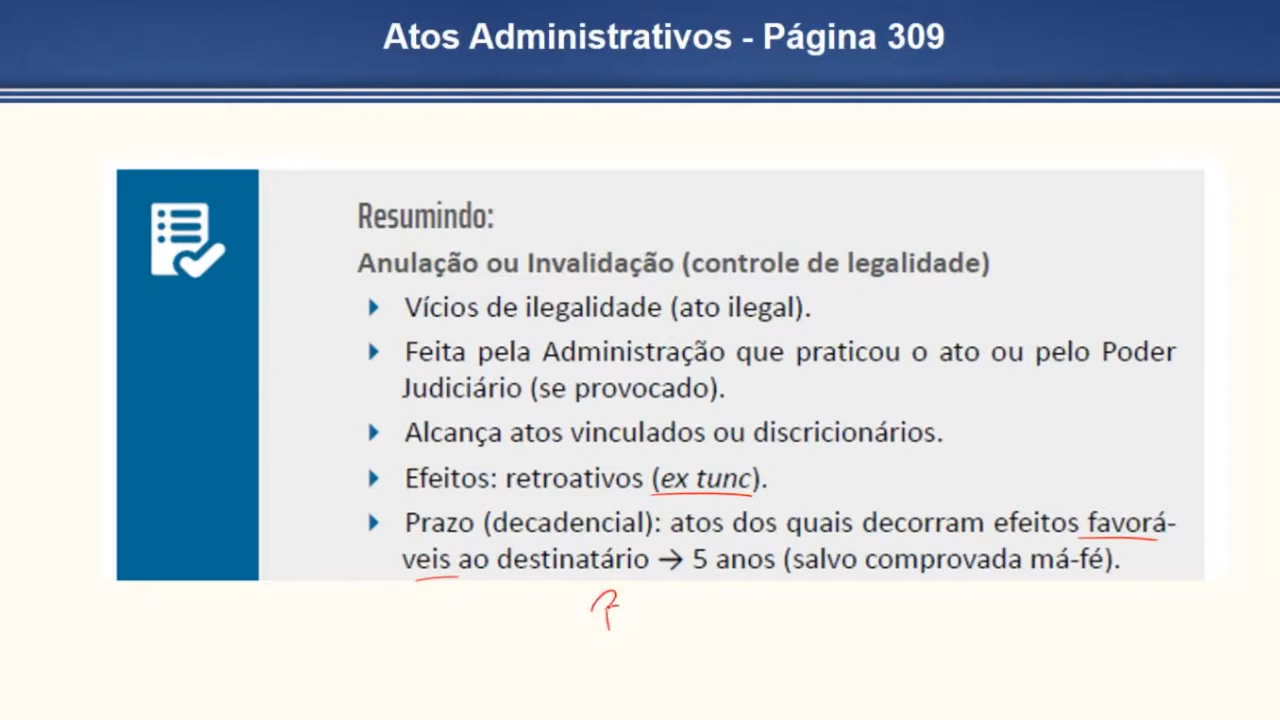 Atos Administrativos - Página 309
Resumindo:
Anulação ou Invalidação (controle de legalidade)
Vícios de ilegalidade (ato ilegal).
Feita pela Administração que praticou o ato ou pelo Poder
Judiciário (se provocado).
Alcança atos vinculados ou discricionários.
Efeitos: retroativos (ex tunc).
Prazo (decadencial): atos dos quais decorram efeitos favorá-
veis ao destinatário → 5 anos (salvo comprovada má-fé).